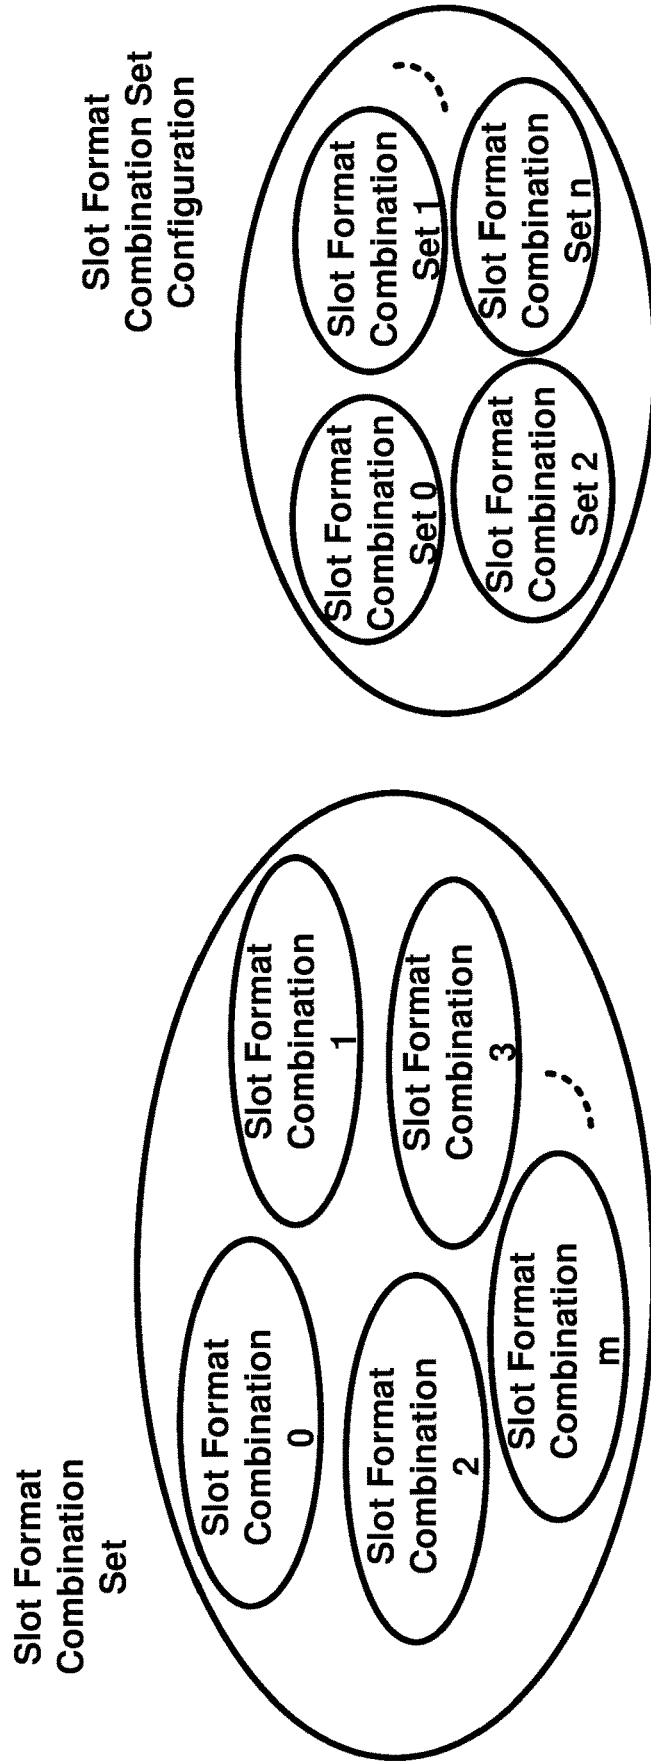 Slot Format
Combination
Set
Slot Format
Combination
0
Slot Format
Combination
1
Slot Format
Combination
2
Slot Format
Combination
3
Slot Format
Combination
m
Slot Format
Combination Set
Configuration
Slot Format
Combination
Set 0
Slot Format
Combination
Set 1
Slot Format
Combination
Set 2
Slot Format
Combination
Set n